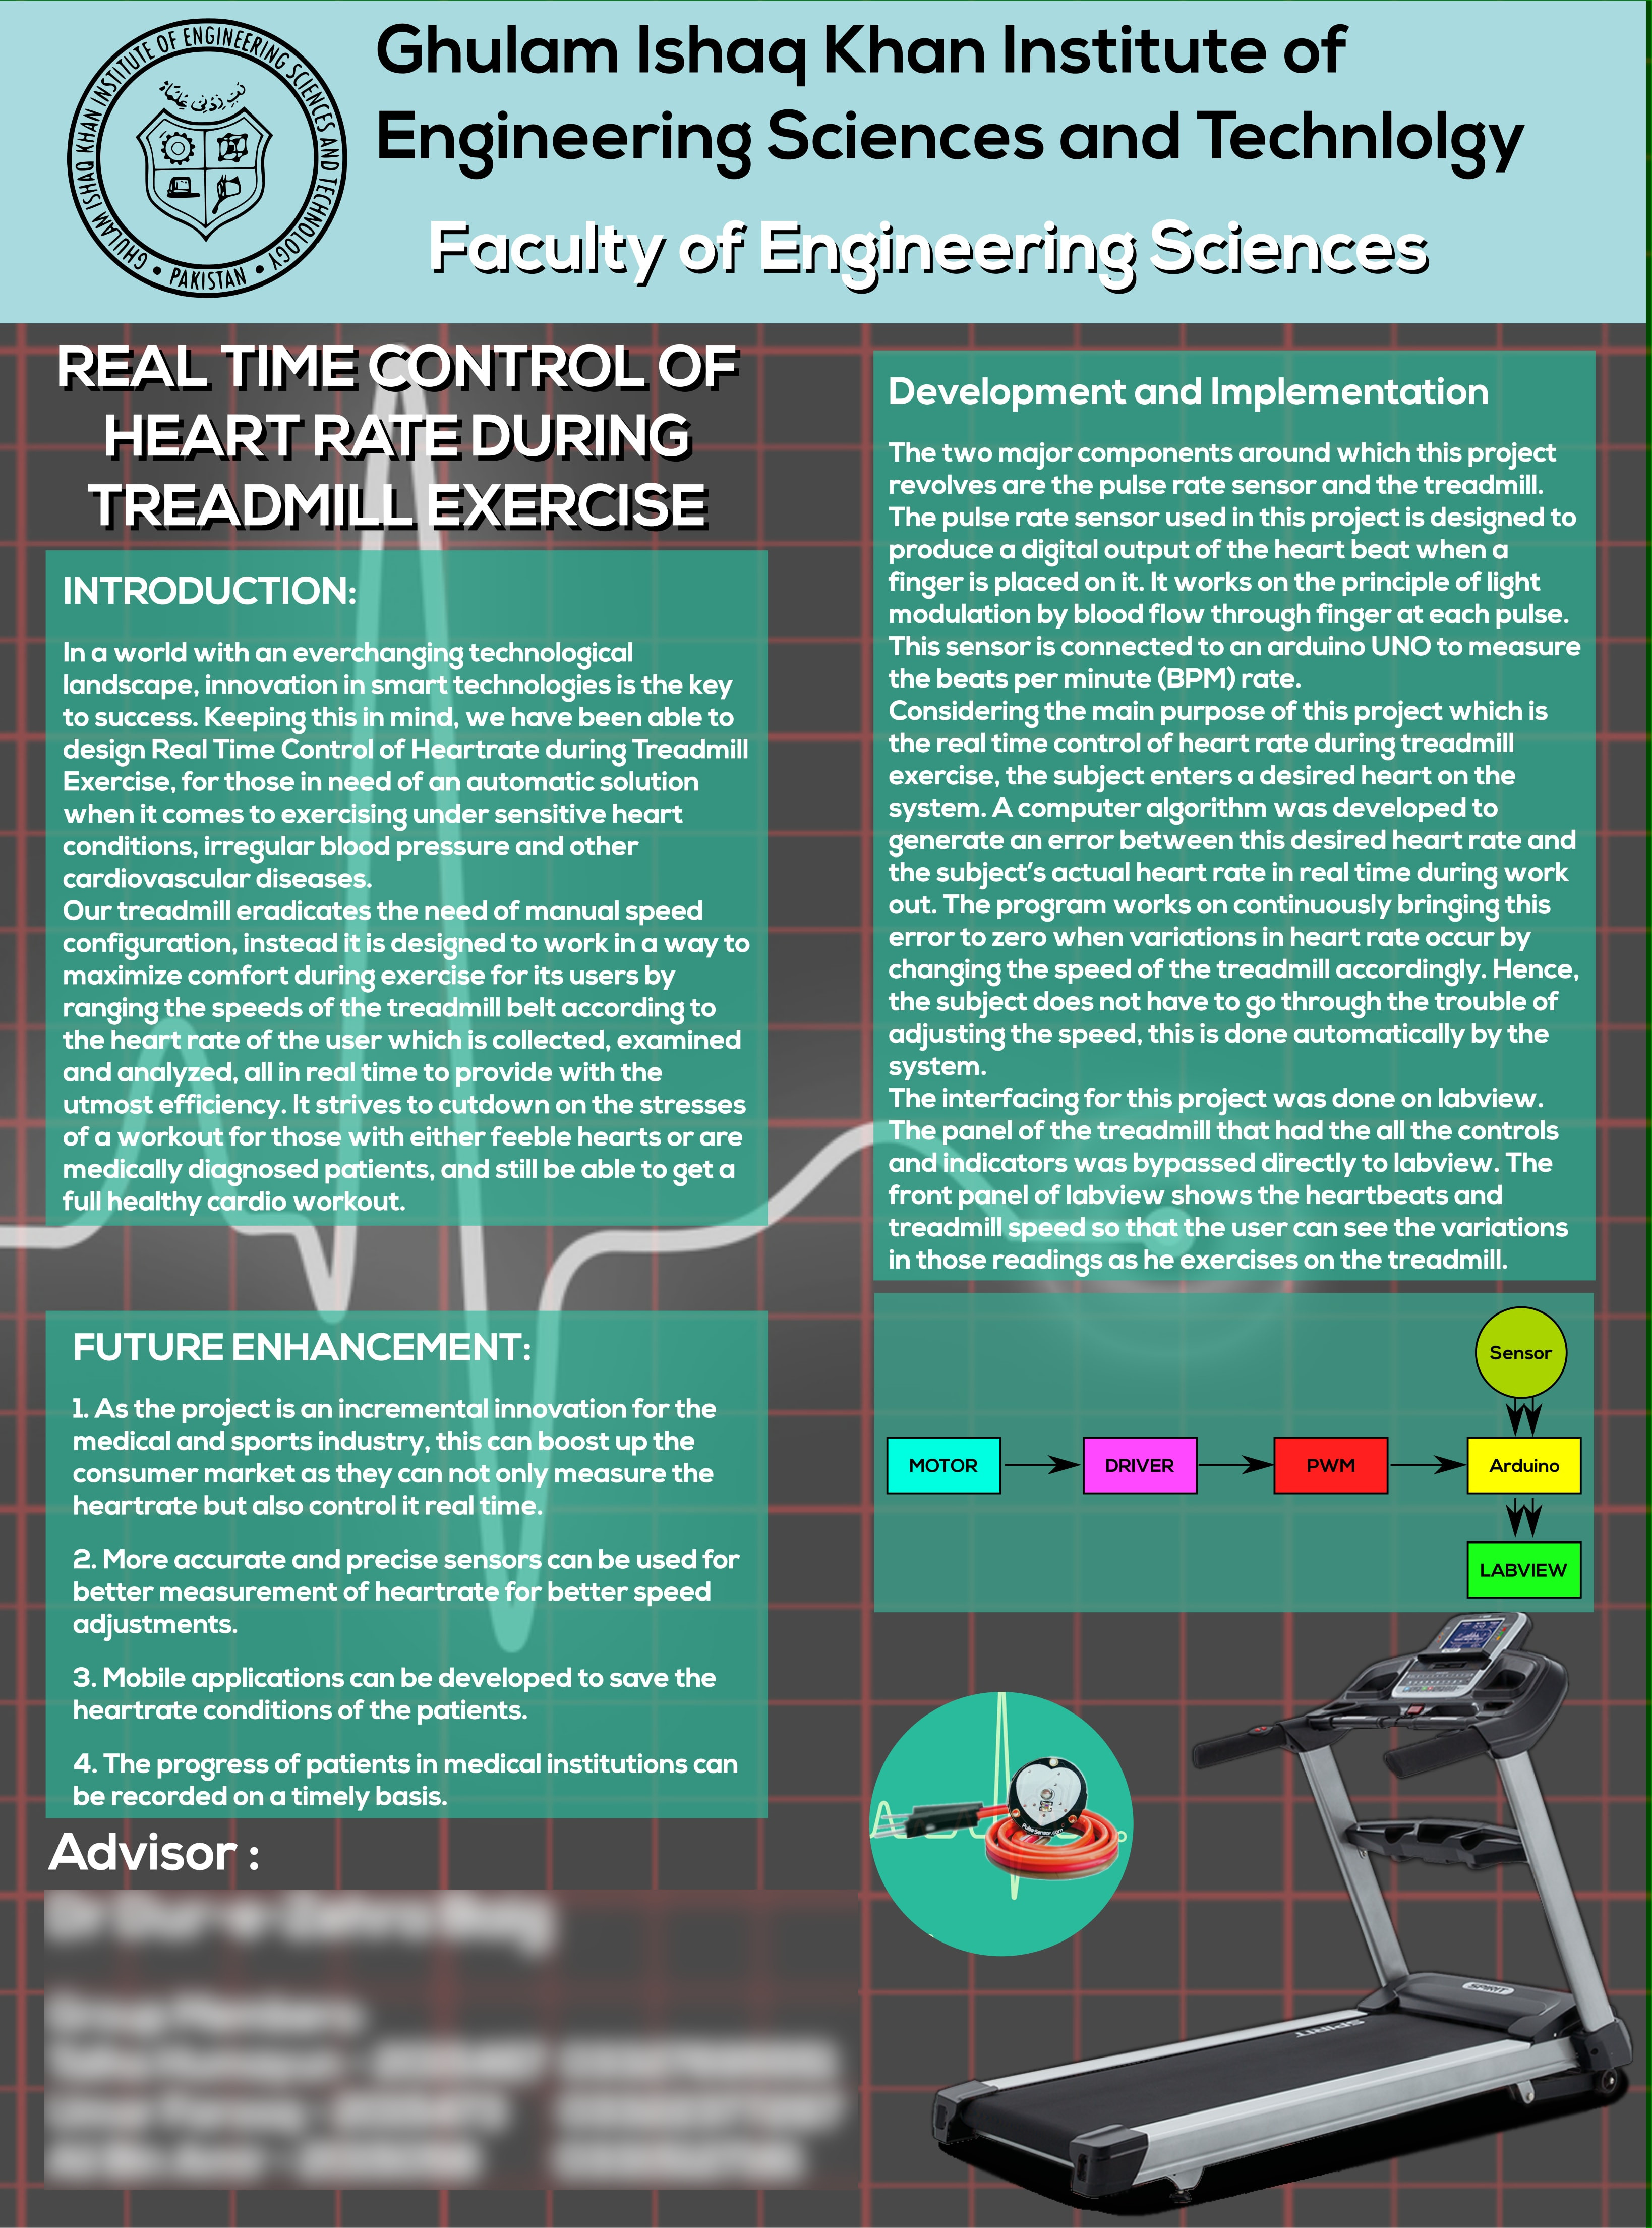 GHULAM ISHAQ KHAN INSTITUTE OF ENGINEERING SCIENCES AND TECHNOLOGY
• PAKISTAN •
Ghulam Ishaq Khan Institute of
Engineering Sciences and Technlolgy
Faculty of Engineering Sciences
REAL TIME CONTROL OF
HEART RATE DURING
TREADMILL EXERCISE
INTRODUCTION:
In a world with an everchanging technological
landscape, innovation in smart technologies is the key
to success. Keeping this in mind, we have been able to
design Real Time Control of Heartrate during Treadmill
Exercise, for those in need of an automatic solution
when it comes to exercising under sensitive heart
conditions, irregular blood pressure and other
cardiovascular diseases.
Our treadmill eradicates the need of manual speed
configuration, instead it is designed to work in a way to
maximize comfort during exercise for its users by
ranging the speeds of the treadmill belt according to
the heart rate of the user which is collected, examined
and analyzed, all in real time to provide with the
utmost efficiency. It strives to cutdown on the stresses
of a workout for those with either feeble hearts or are
medically diagnosed patients, and still be able to get a
full healthy cardio workout.
FUTURE ENHANCEMENT:
1. As the project is an incremental innovation for the
medical and sports industry, this can boost up the
consumer market as they can not only measure the
heartrate but also control it real time.
2. More accurate and precise sensors can be used for
better measurement of heartrate for better speed
adjustments.
3. Mobile applications can be developed to save the
heartrate conditions of the patients.
4. The progress of patients in medical institutions can
be recorded on a timely basis.
Advisor :
Development and Implementation
The two major components around which this project
revolves are the pulse rate sensor and the treadmill.
The pulse rate sensor used in this project is designed to
produce a digital output of the heart beat when a
finger is placed on it. It works on the principle of light
modulation by blood flow through finger at each pulse.
This sensor is connected to an arduino UNO to measure
the beats per minute (BPM) rate.
Considering the main purpose of this project which is
the real time control of heart rate during treadmill
exercise, the subject enters a desired heart on the
system. A computer algorithm was developed to
generate an error between this desired heart rate and
the subject's actual heart rate in real time during work
out. The program works on continuously bringing this
error to zero when variations in heart rate occur by
changing the speed of the treadmill accordingly. Hence,
the subject does not have to go through the trouble of
adjusting the speed, this is done automatically by the
system.
The interfacing for this project was done on labview.
The panel of the treadmill that had the all the controls
and indicators was bypassed directly to labview. The
front panel of labview shows the heartbeats and
treadmill speed so that the user can see the variations
in those readings as he exercises on the treadmill.
Sensor
MOTOR
DRIVER
PWM
Arduino
LABVIEW
PulseSensor.com
SPIRIT
SPIRIT